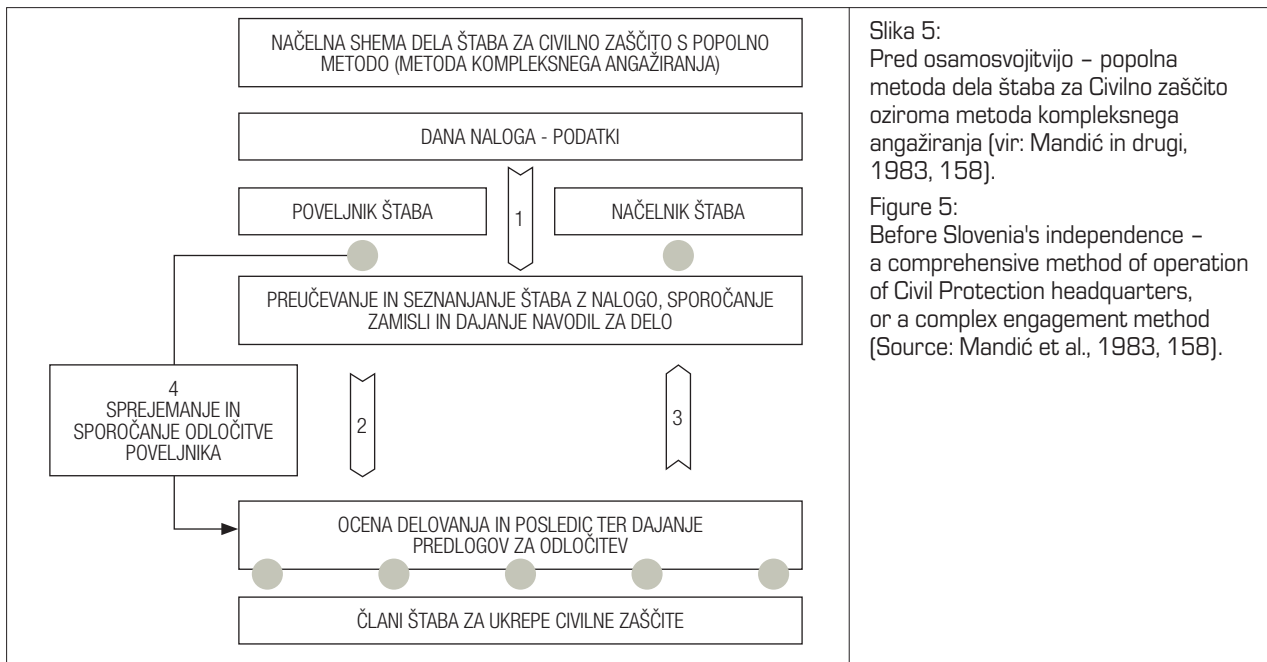 NAČELNA SHEMA DELA ŠTABA ZA CIVILNO ZAŠČITO S POPOLNO
METODO (METODA KOMPLEKSNEGA ANGAŽIRANJA)
DANA NALOGA - PODATKI
POVELJNIK ŠTABA
1
NAČELNIK ŠTABA
PREUČEVANJE IN SEZNANJANJE ŠTABA Z NALOGO, SPOROČANJE
ZAMISLI IN DAJANJE NAVODIL ZA DELO
4
SPREJEMANJE IN
SPOROČANJE ODLOČITVE
POVELJNIKA
2
3
OCENA DELOVANJA IN POSLEDIC TER DAJANJE
PREDLOGOV ZA ODLOČITEV
ČLANI ŠTABA ZA UKREPE CIVILNE ZAŠČITE
Slika 5:
Pred osamosvojitvijo – popolna
metoda dela štaba za Civilno zaščito
oziroma metoda kompleksnega
angažiranja (vir: Mandić in drugi,
1983, 158).
Figure 5:
Before Slovenia's independence –
a comprehensive method of operation
of Civil Protection headquarters,
or a complex engagement method
(Source: Mandić et al., 1983, 158).